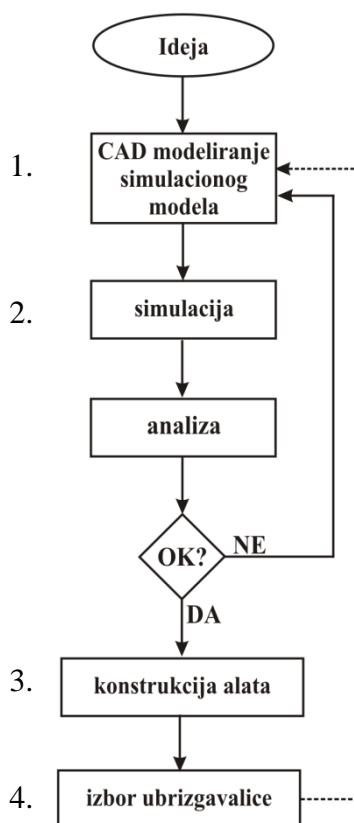 Ideja
1.
CAD modeliranje
simulacionog
modela
2.
simulacija
analiza
OK?
NE
DA
3.
konstrukcija alata
4.
izbor ubrizgavalice